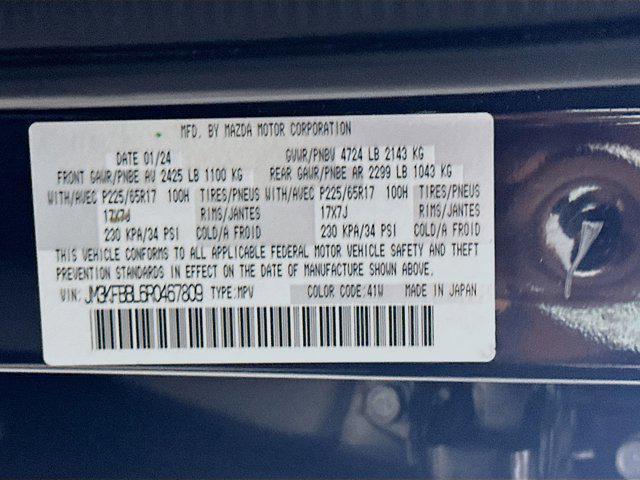 MFD. BY MAZDA MOTOR CORPORATION
DATE 01/24 GVWR/PNBV 4724 LB 2143 KG
FRONT GAWR/PNBE AV 2425 LB 1100 KG REAR GAWR/PNBE AR 2299 LB 1043 KG
WITH/AVEC P225/65R17 100H TIRES/PNEUS WITH/AVEC P225/65R17 100H TIRES/PNEUS
17X7J RIMS/JANTES 17X7J RIMS/JANTES
230 KPA/34 PSI COLD/A FROID 230 KPA/34 PSI COLD/A FROID
THIS VEHICLE CONFORMS TO ALL APPLICABLE FEDERAL MOTOR VEHICLE SAFETY AND THEFT
PREVENTION STANDARDS IN EFFECT ON THE DATE OF MANUFACTURE SHOWN ABOVE.
VIN: JM3KFBBL6R0467809 TYPE:MPV COLOR CODE:41W MADE IN JAPAN